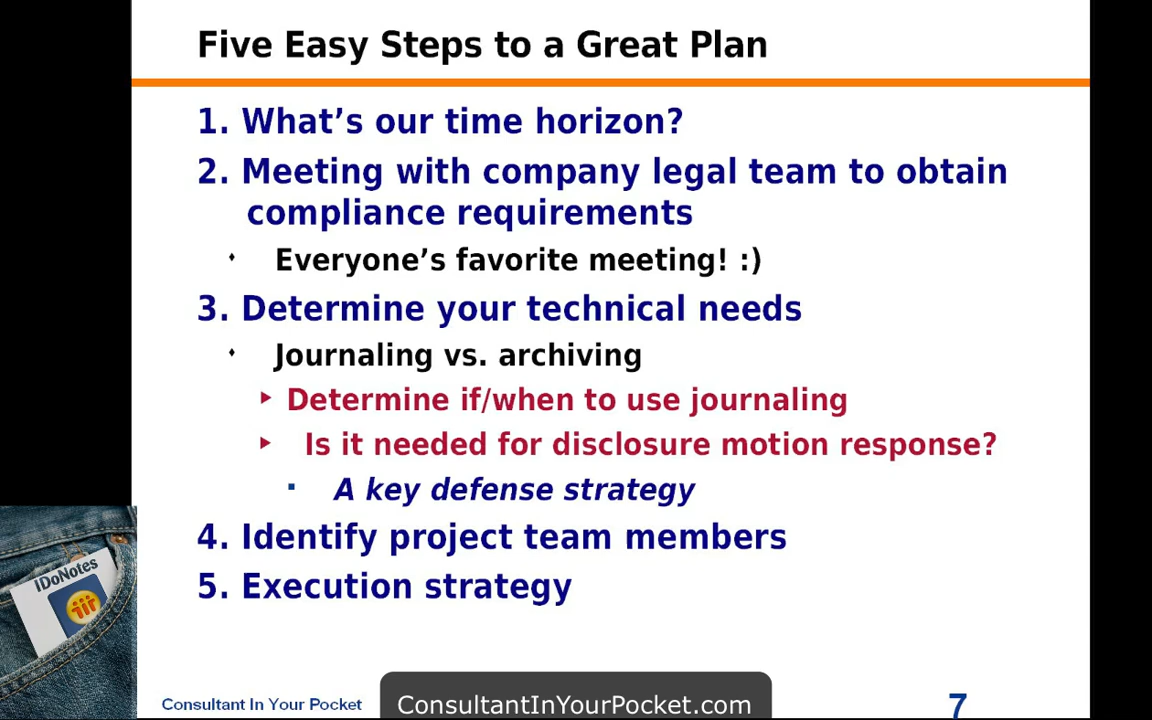 Five Easy Steps to a Great Plan
1. What’s our time horizon?
2. Meeting with company legal team to obtain
compliance requirements
Everyone’s favorite meeting! :)
3. Determine your technical needs
Journaling vs. archiving
Determine if/when to use journaling
Is it needed for disclosure motion response?
A key defense strategy
4. Identify project team members
5. Execution strategy
IDoNotes
Consultant In Your Pocket
ConsultantInYourPocket.com
7